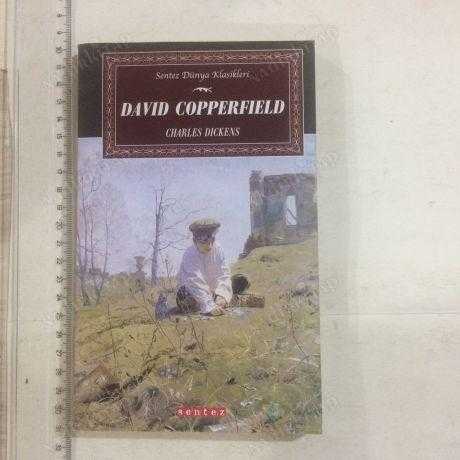 Sentez Dünya Klasikleri
DAVID COPPERFIELD
CHARLES DICKENS
sentez